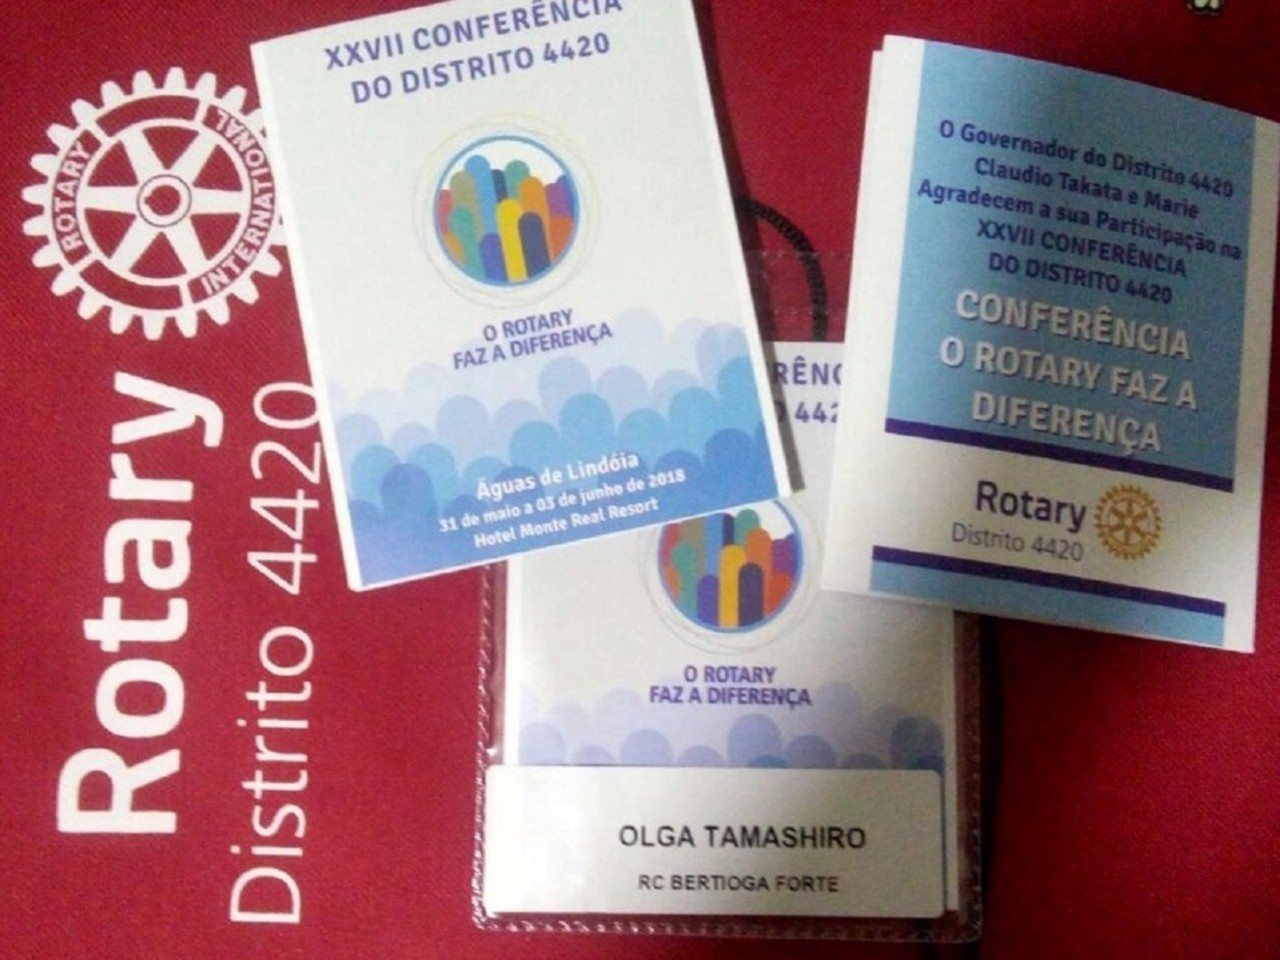 ROTARY
INTERNATIONAL
Rotary
Distrito 4420
XXVII CONFERÊNCIA
DO DISTRITO 4420
O ROTARY
FAZ A DIFERENÇA
Águas de Lindóia
31 de maio a 03 de junho de 2018
Hotel Monte Real Resort
O Governador do Distrito 4420
Claudio Takata e Marie
Agradecem a sua Participação na
XXVII CONFERÊNCIA
DO DISTRITO 4420
CONFERÊNCIA
O ROTARY FAZ A
DIFERENÇA
Rotary
Distrito 4420
RÊNC
442
O ROTARY
FAZ A DIFERENÇA
OLGA TAMASHIRO
RC BERTIOGA FORTE